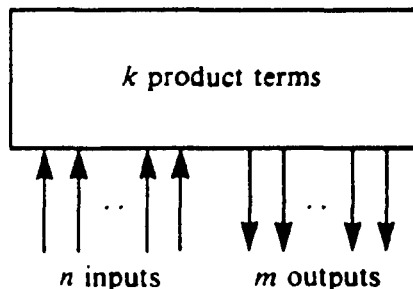 k product terms
.. ..
n inputs m outputs